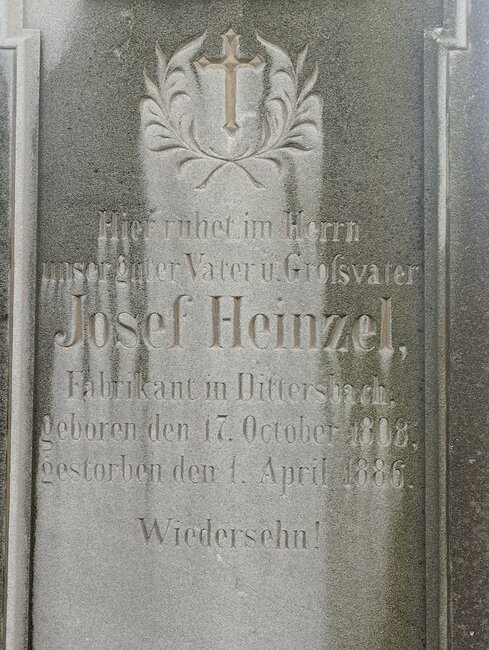 Hier ruhet im Herrn
unser guter Vater u. Grofsvater
Josef Heinzel,
Fabrikant in Dittersbach,
geboren den 17. October 1808,
gestorben den 1. April 1886.
Wiedersehn!